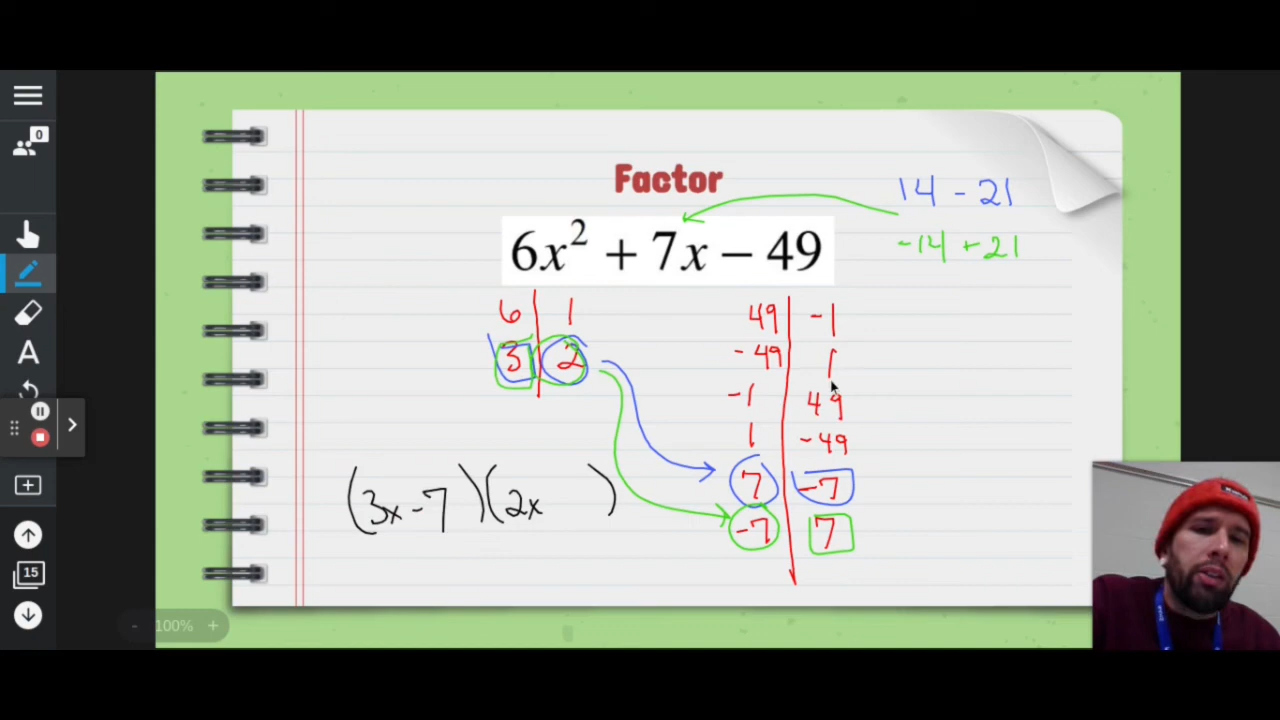 0
Factor
14 - 21
-14 + 21
6x² + 7x − 49
6 1
3 2
49 -1
-49 1
-1 49
1 -49
7 -7
-7 7
(3x - 7)(2x )
A
15
- 100% +